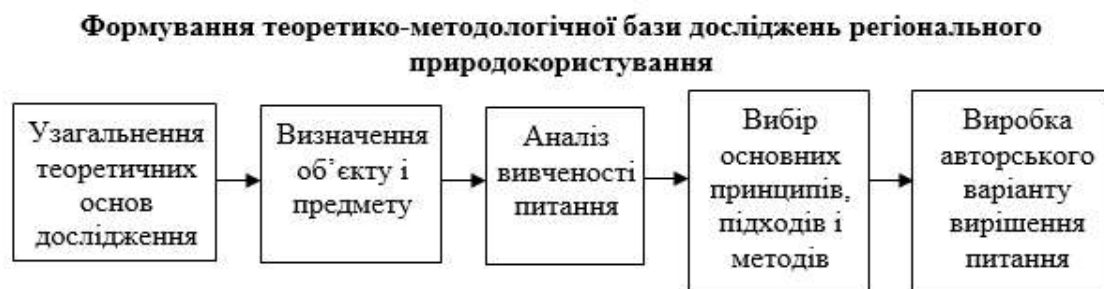 Формування теоретико-методологічної бази досліджень регіонального
природокористування
Узагальнення
теоретичних
основ
дослідження
Визначення
об’єкту і
предмету
Аналіз
вивченості
питання
Вибір
основних
принципів,
підходів і
методів
Виробка
авторського
варіанту
вирішення
питання